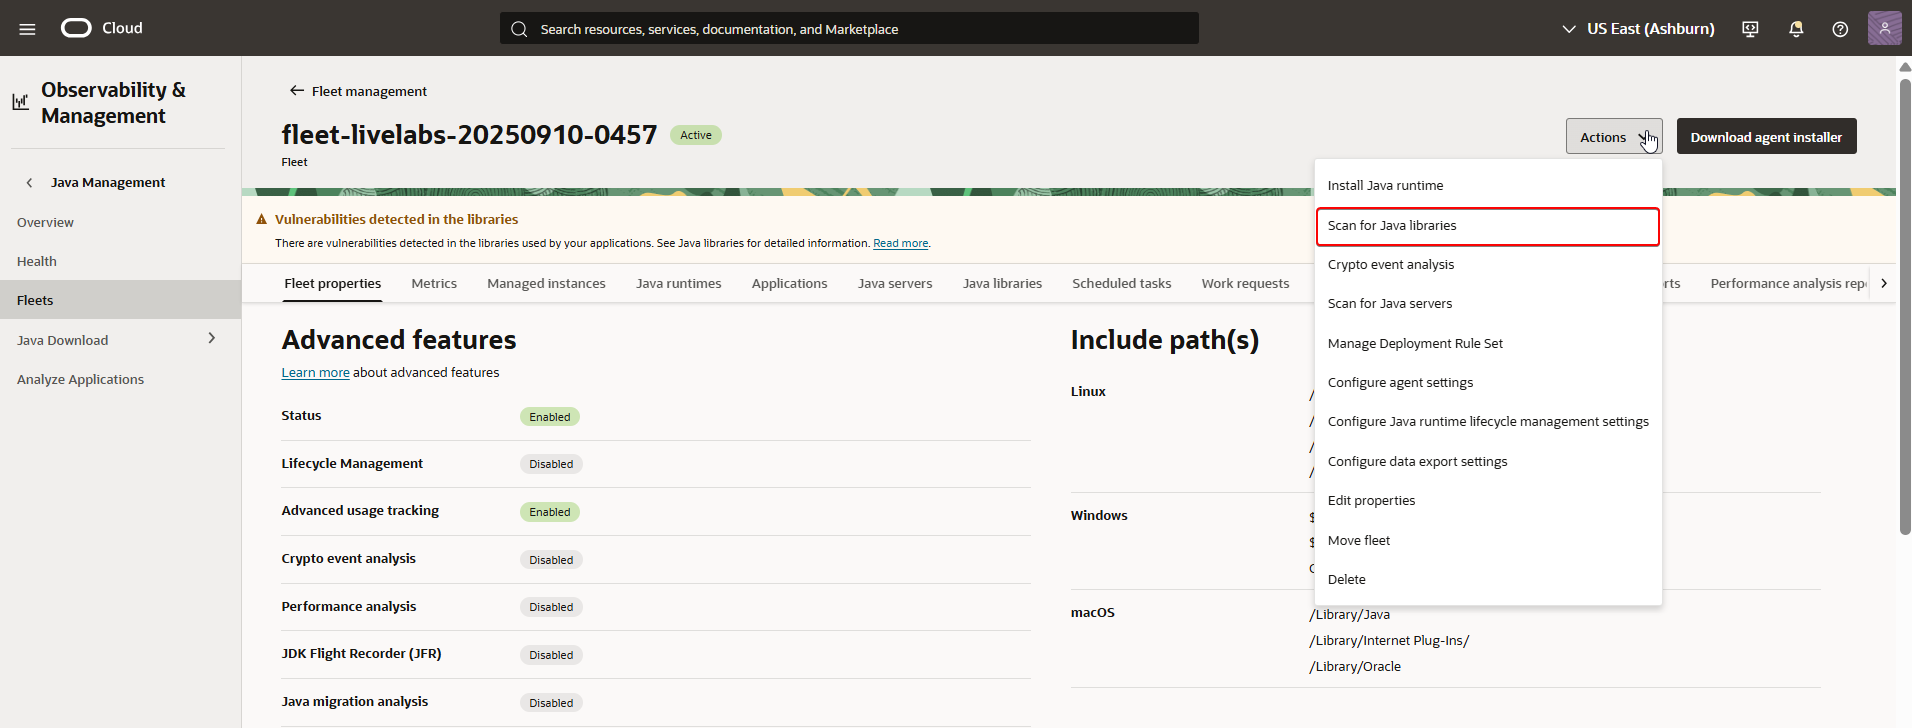 Cloud
Search resources, services, documentation, and Marketplace
US East (Ashburn)
Observability &
Management
Java Management
Overview
Health
Fleets
Java Download
Analyze Applications
Fleet management
fleet-livelabs-20250910-0457
Active
Fleet
Actions
Download agent installer
Vulnerabilities detected in the libraries
There are vulnerabilities detected in the libraries used by your applications. See Java libraries for detailed information. Read more.
Fleet properties
Metrics
Managed instances
Java runtimes
Applications
Java servers
Java libraries
Scheduled tasks
Work requests
Performance analysis
Install Java runtime
Scan for Java libraries
Crypto event analysis
Scan for Java servers
Manage Deployment Rule Set
Configure agent settings
Configure Java runtime lifecycle management settings
Configure data export settings
Edit properties
Move fleet
Delete
Advanced features
Learn more about advanced features
Status Enabled
Lifecycle Management Disabled
Advanced usage tracking Enabled
Crypto event analysis Disabled
Performance analysis Disabled
JDK Flight Recorder (JFR) Disabled
Java migration analysis Disabled
Include path(s)
Linux
Windows
macOS
/Library/Java
/Library/Internet Plug-Ins/
/Library/Oracle